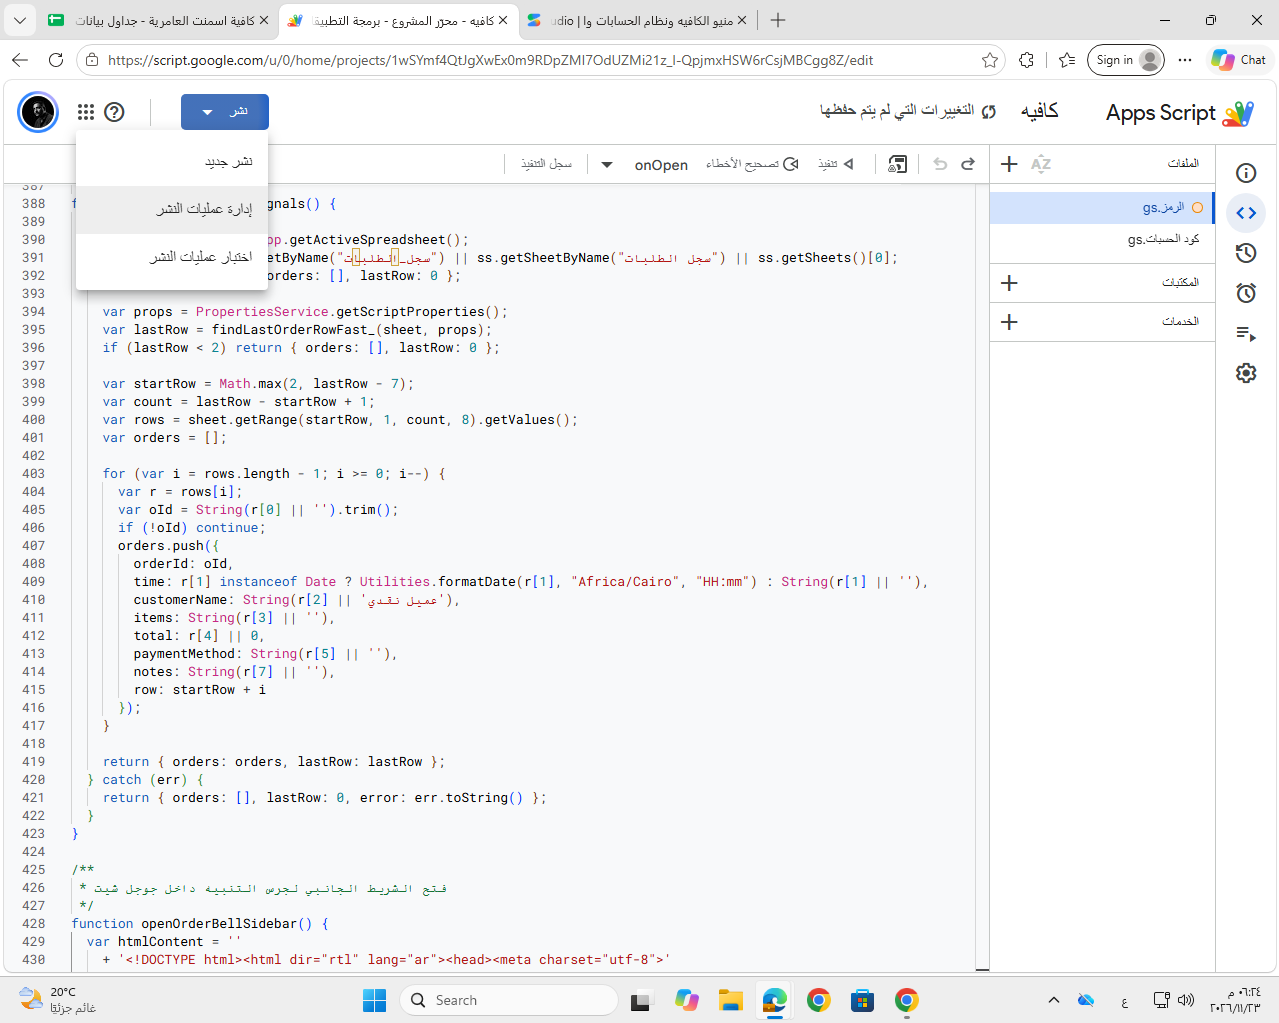 كافية اسمنت العامرية - جداول بيانات
كافيه - محرّر المشروع - برمجة التطبيقا
منيو الكافيه ونظام الحسابات وا | udio
https://script.google.com/u/0/home/projects/1wSYmf4QtJgXwEx0m9RDpZMI7OdUZMi21z_I-QpjmxHSW6rCsjMBCgg8Z/edit
Sign in
Chat
Apps Script
كافيه
التغييرات التي لم يتم حفظها
نشر
نشر جديد
إدارة عمليات النشر
اختبار عمليات النشر
الملفات
AZ
تنفيذ
تصحيح الأخطاء
onOpen
سجل التنفيذ
الرمز.gs
كود الحسبات.gs
المكتبات
الخدمات
387
388 f gnals() {
389
390 pp.getActiveSpreadsheet();
391 etByName("سجل_الطلبات") || ss.getSheetByName("سجل الطلبات") || ss.getSheets()[0];
392 orders: [], lastRow: 0 };
393
394 var props = PropertiesService.getScriptProperties();
395 var lastRow = findLastOrderRowFast_(sheet, props);
396 if (lastRow < 2) return { orders: [], lastRow: 0 };
397
398 var startRow = Math.max(2, lastRow - 7);
399 var count = lastRow - startRow + 1;
400 var rows = sheet.getRange(startRow, 1, count, 8).getValues();
401 var orders = [];
402
403 for (var i = rows.length - 1; i >= 0; i--) {
404 var r = rows[i];
405 var oId = String(r[0] || '').trim();
406 if (!oId) continue;
407 orders.push({
408 orderId: oId,
409 time: r[1] instanceof Date ? Utilities.formatDate(r[1], "Africa/Cairo", "HH:mm") : String(r[1] || ''),
410 customerName: String(r[2] || 'عميل نقدي'),
411 items: String(r[3] || ''),
412 total: r[4] || 0,
413 paymentMethod: String(r[5] || ''),
414 notes: String(r[7] || ''),
415 row: startRow + i
416 });
417 }
418
419 return { orders: orders, lastRow: lastRow };
420 } catch (err) {
421 return { orders: [], lastRow: 0, error: err.toString() };
422 }
423 }
424
425 /**
426 * فتح الشريط الجانبي لجرس التنبيه داخل جوجل شيت
427 */
428 function openOrderBellSidebar() {
429 var htmlContent = ''
430 + '<!DOCTYPE html><html dir="rtl" lang="ar"><head><meta charset="utf-8">'
20°C
غائم جزئيًا
Search
ع
٠٦:٢٤ م
٢٠٢٦/١١/٢٣